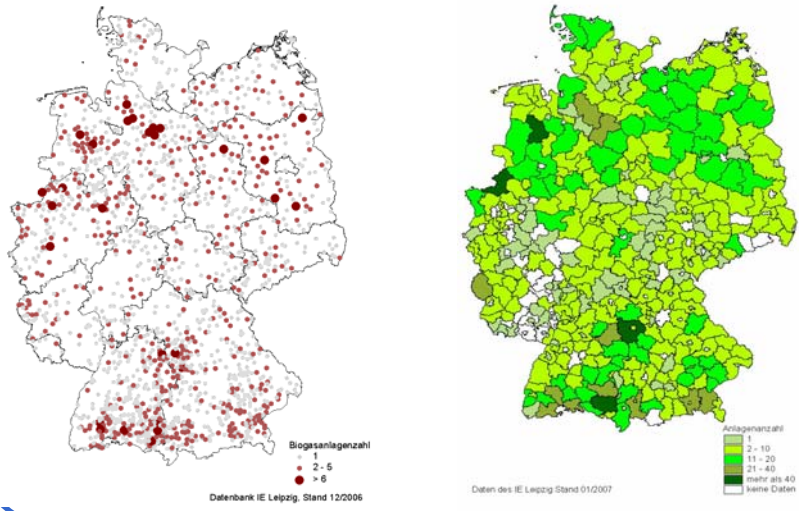 Biogasanlagenzahl
1
2 - 5
> 6
Datenbank IE Leipzig, Stand 12/2006
Anlagenanzahl
1
2 - 10
11 - 20
21 - 40
mehr als 40
keine Daten
Daten des IE Leipzig Stand 01/2007